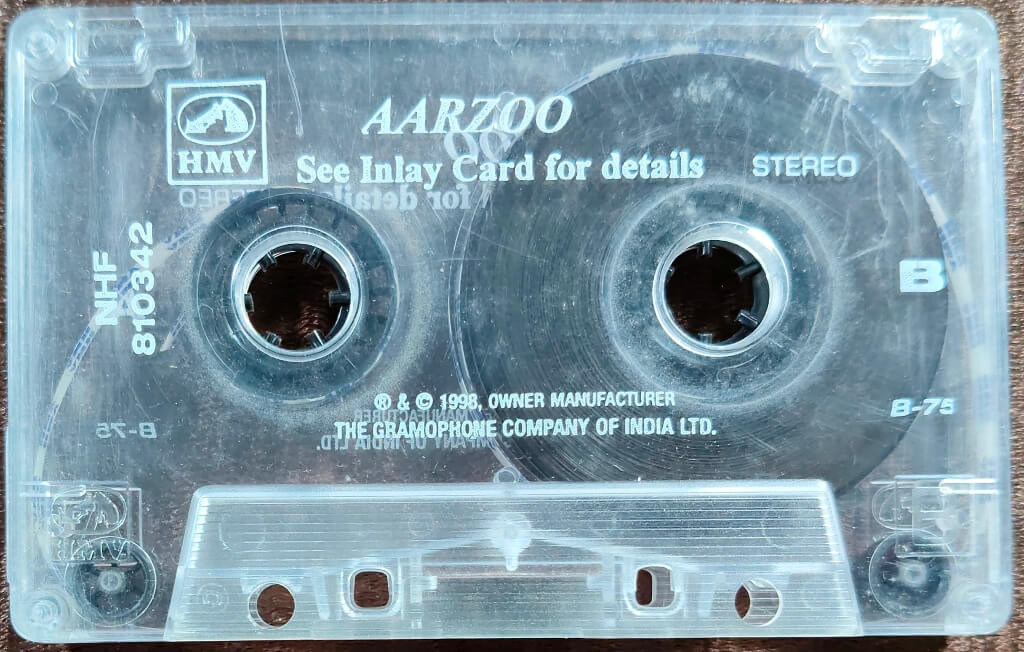 HMV
AARZOO
See Inlay Card for details
STEREO
NHF
810342
B
® & © 1998, OWNER MANUFACTURER
THE GRAMOPHONE COMPANY OF INDIA LTD.
B-75